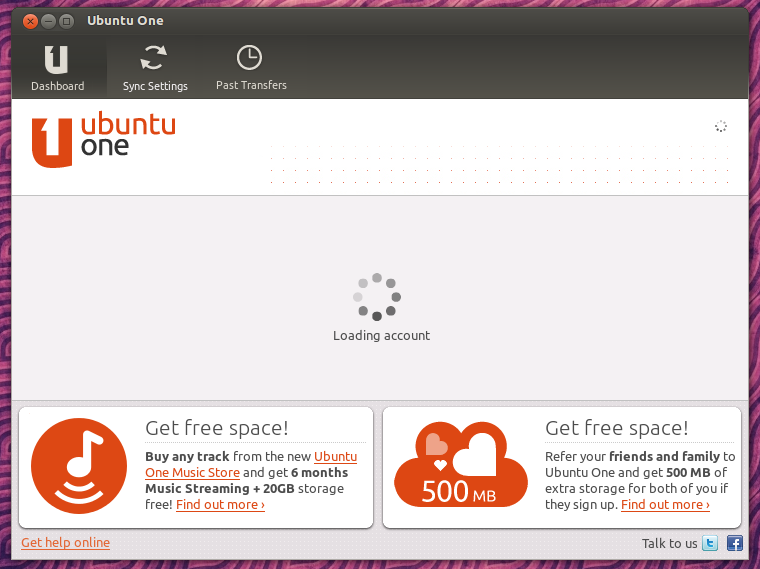 Ubuntu One
Dashboard
Sync Settings
Past Transfers
ubuntu
one
Loading account
Get free space!
Buy any track from the new Ubuntu
One Music Store and get 6 months
Music Streaming + 20GB storage
free! Find out more ›
500 MB
Get free space!
Refer your friends and family to
Ubuntu One and get 500 MB of
extra storage for both of you if
they sign up. Find out more ›
Get help online
Talk to us